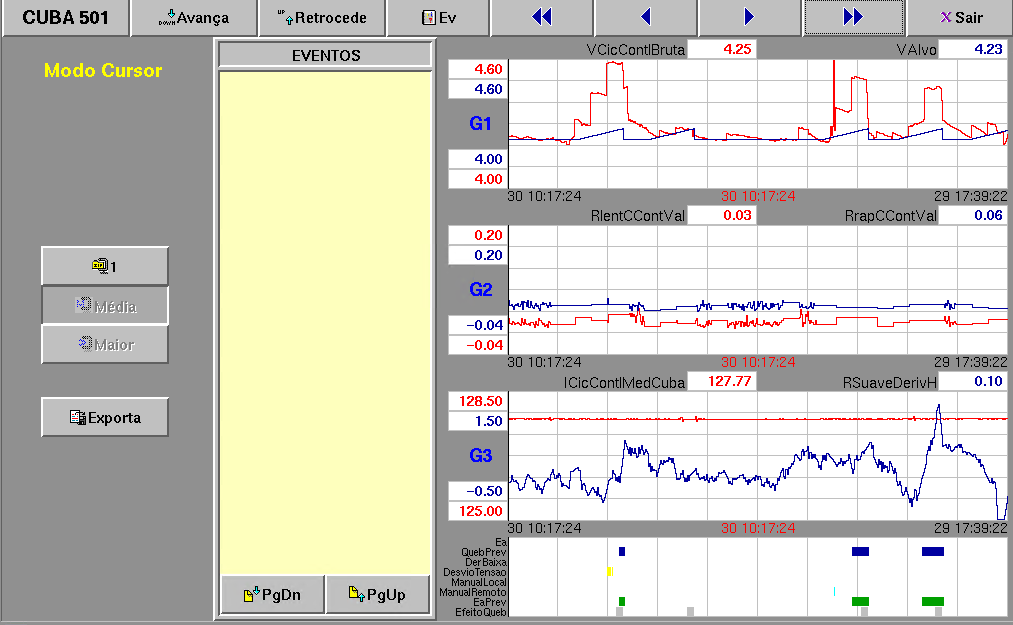 CUBA 501 DOWN Avança UP Retrocede Ev X Sair
Modo Cursor
EVENTOS
1
Média
Maior
Exporta
PgDn PgUp
VCicContIBruta 4.25 VAlvo 4.23
4.60
4.60
G1
4.00
4.00
30 10:17:24 30 10:17:24 29 17:39:22
RlentCContVal 0.03 RrapCContVal 0.06
0.20
0.20
G2
-0.04
-0.04
30 10:17:24 30 10:17:24 29 17:39:22
ICicContIMedCuba 127.77 RSuaveDerivH 0.10
128.50
1.50
G3
-0.50
125.00
30 10:17:24 30 10:17:24 29 17:39:22
Ea
QuebPrev
DerBaixa
DesvioTensao
ManualLocal
ManualRemoto
EaPrev
EfeitoQueb